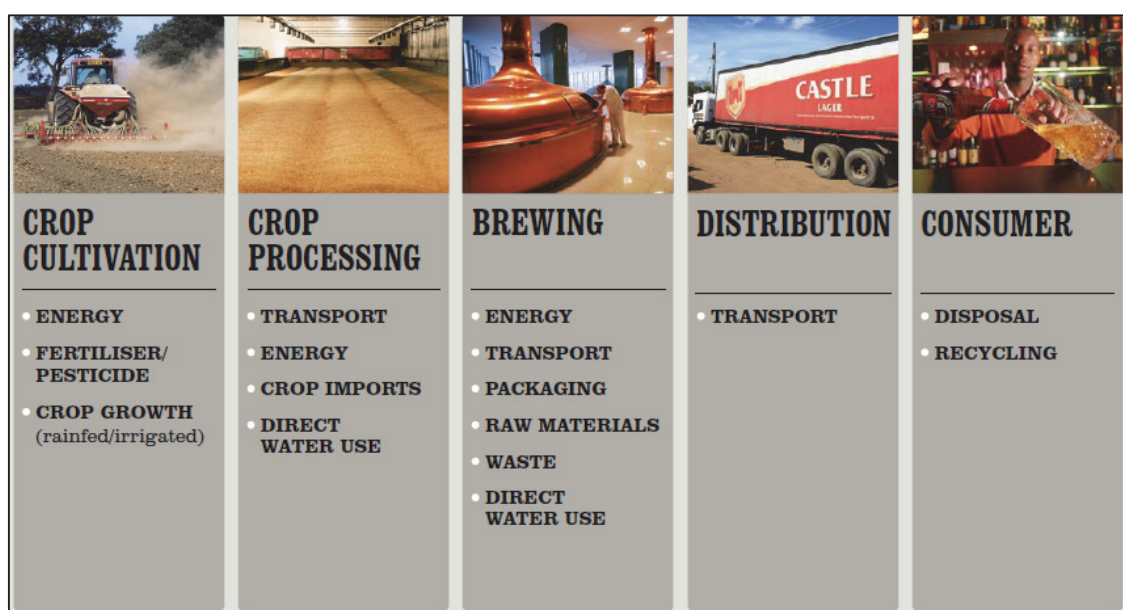 CASTLE
LAGER
CROP
CULTIVATION
ENERGY
FERTILISER/
PESTICIDE
CROP GROWTH
(rainfed/irrigated)
CROP
PROCESSING
TRANSPORT
ENERGY
CROP IMPORTS
DIRECT
WATER USE
BREWING
ENERGY
TRANSPORT
PACKAGING
RAW MATERIALS
WASTE
DIRECT
WATER USE
DISTRIBUTION
TRANSPORT
CONSUMER
DISPOSAL
RECYCLING